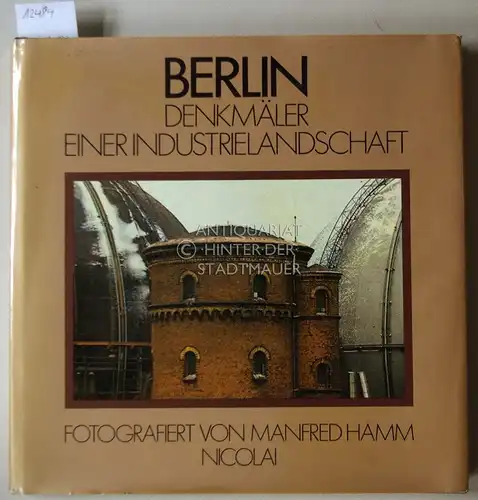 BERLIN
DENKMÄLER
EINER INDUSTRIELANDSCHAFT
ANTIQUARIAT
© HINTER·DER·
STADTMAUER
FOTOGRAFIERT VON MANFRED HAMM
NICOLAI